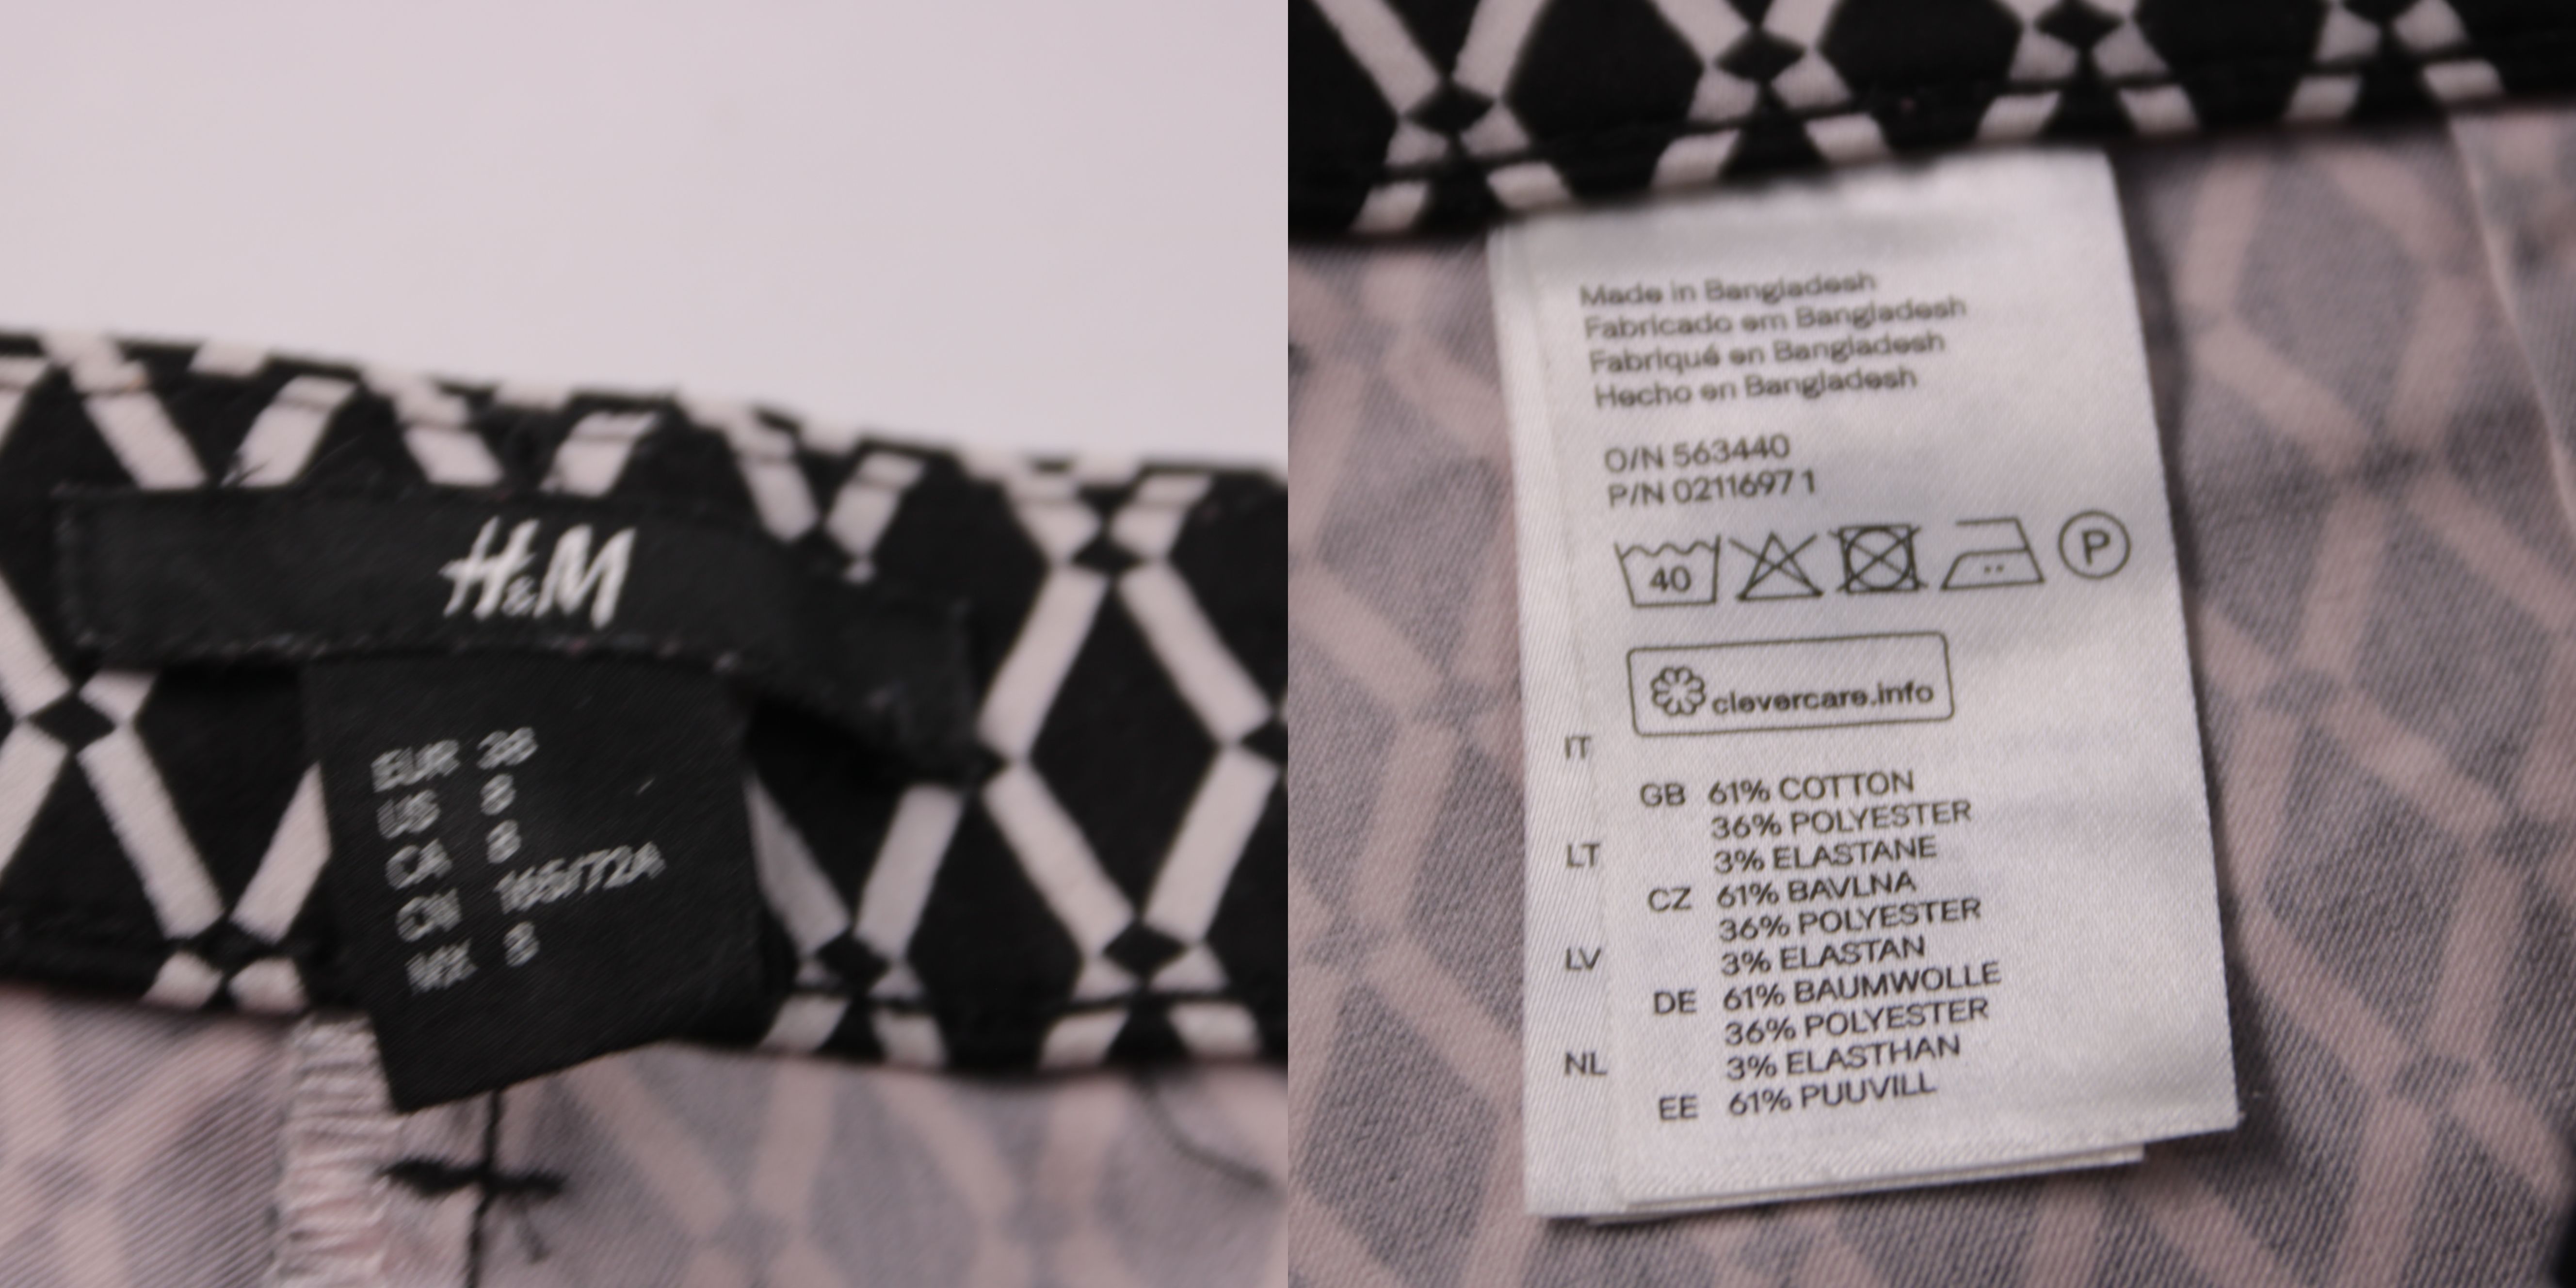 H&M
EUR 38
US 8
CA 8
CN 165/72A
MX 8
Made in Bangladesh
Fabricado em Bangladesh
Fabriqué en Bangladesh
Hecho en Bangladesh
O/N 563440
P/N 0211697 1
40
P
clevercare.info
IT
GB 61% COTTON
36% POLYESTER
LT
3% ELASTANE
CZ 61% BAVLNA
36% POLYESTER
LV
3% ELASTAN
DE 61% BAUMWOLLE
36% POLYESTER
NL
3% ELASTHAN
EE 61% PUUVILL